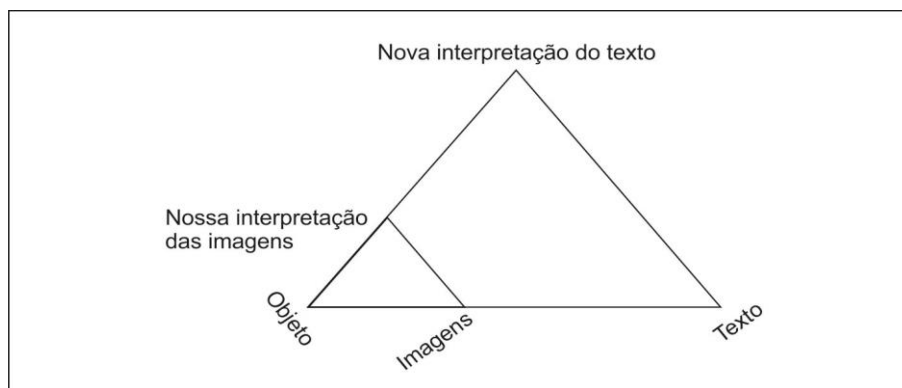 Nova interpretação do texto
Nossa interpretação
das imagens
Objeto
Imagens
Texto